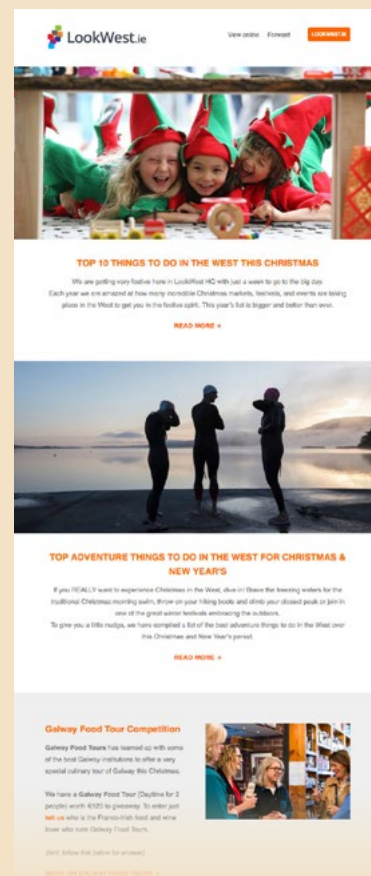 LookWest.ie
View online Forward LOOKWEST.IE
TOP 10 THINGS TO DO IN THE WEST THIS CHRISTMAS
We are getting very festive here in LookWest HQ with just a week to go to the big day.
Each year we are amazed at how many incredible Christmas markets, festivals, and events are taking
place in the West to get you in the festive spirit. This year's list is bigger and better than ever.
READ MORE +
TOP ADVENTURE THINGS TO DO IN THE WEST FOR CHRISTMAS &
NEW YEAR'S
If you REALLY want to experience Christmas in the West, dive in! Brave the freezing waters for the
traditional Christmas morning swim, throw on your hiking boots and climb your closest peak or join in
one of the great winter festivals embracing the outdoors.
To give you a little nudge, we have compiled a list of the best adventure things to do in the West over
this Christmas and New Year's period.
READ MORE +
Galway Food Tour Competition
Galway Food Tours has teamed up with some
of the best Galway institutions to offer a very
special culinary tour of Galway this Christmas.
We have a Galway Food Tour (Daytime for 2
people) worth €120 to giveaway. To enter just
tell us who is the Franco-Irish food and wine
lover who runs Galway Food Tours.
(hint: follow link below for answer)